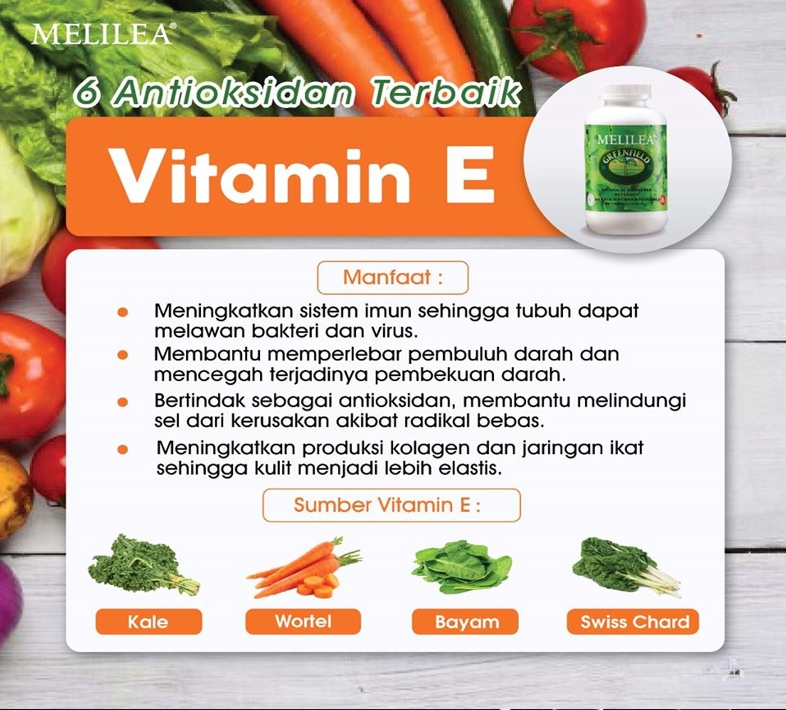 MELILEA®
6 Antioksidan Terbaik
Vitamin E
MELILEA
GREENFIELD
Manfaat :
• Meningkatkan sistem imun sehingga tubuh dapat
melawan bakteri dan virus.
• Membantu memperlebar pembuluh darah dan
mencegah terjadinya pembekuan darah.
• Bertindak sebagai antioksidan, membantu melindungi
sel dari kerusakan akibat radikal bebas.
• Meningkatkan produksi kolagen dan jaringan ikat
sehingga kulit menjadi lebih elastis.
Sumber Vitamin E :
Kale
Wortel
Bayam
Swiss Chard